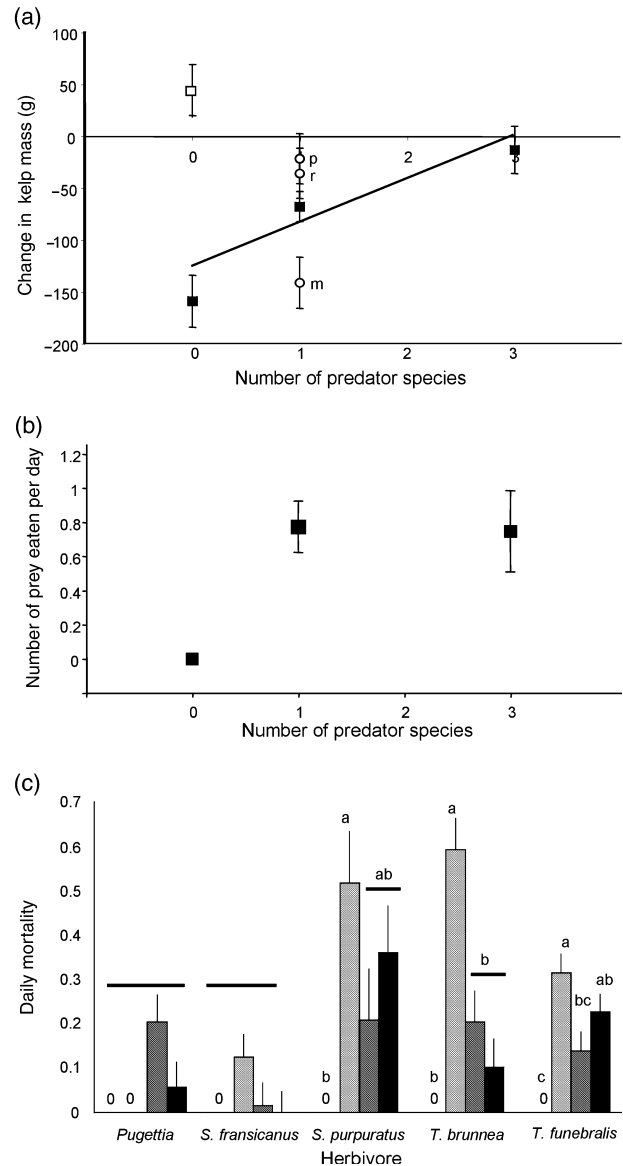 (a)
100
50
0
−50
−100
−150
−200
Change in kelp mass (g)
0 2 3
p
r
m
0 1 2 3
Number of predator species
(b)
1.2
1
0.8
0.6
0.4
0.2
0
Number of prey eaten per day
0 1 2 3
Number of predator species
(c)
0.7
0.6
0.5
0.4
0.3
0.2
0.1
0
Daily mortality
a a
ab
a
b bc ab
b b c
0 0 0 0 0 0
Pugettia S. fransicanus S. purpuratus T. brunnea T. funebralis
Herbivore